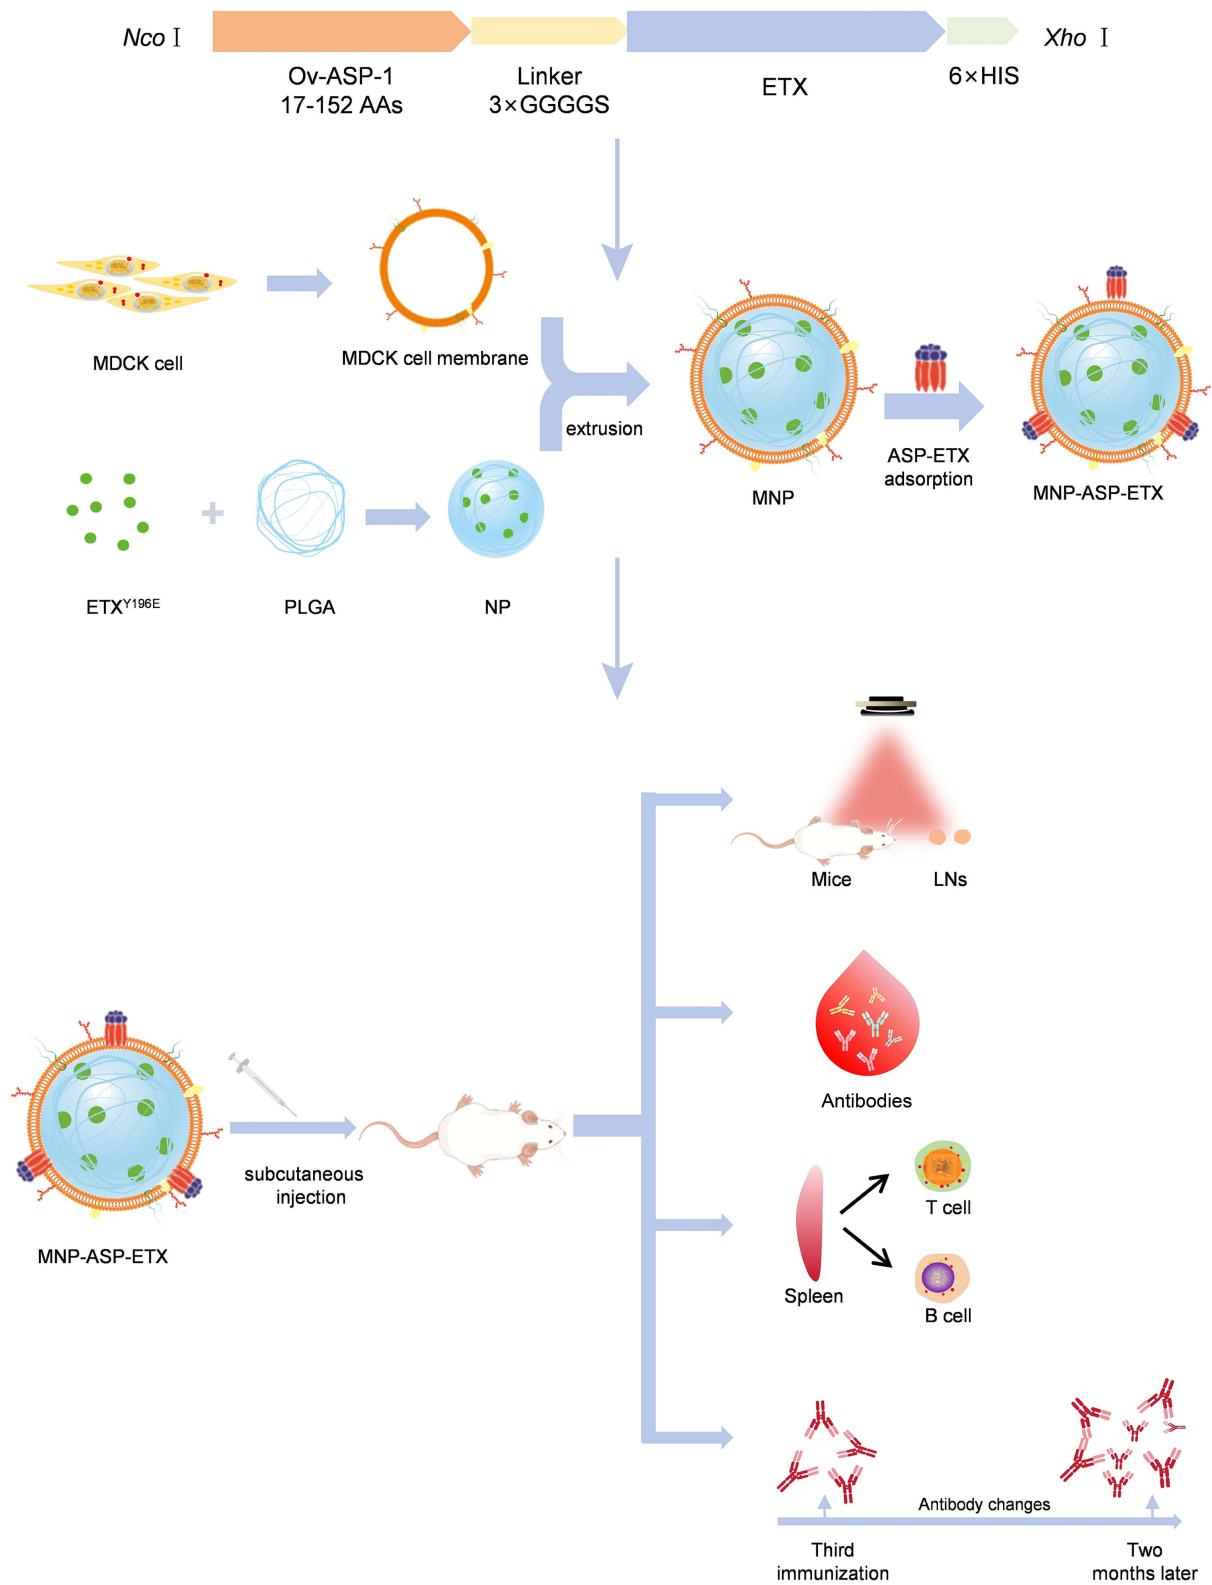 Nco Ⅰ
Xho Ⅰ
Ov-ASP-1
17-152 AAs
Linker
3×GGGGS
ETX
6×HIS
MDCK cell
MDCK cell membrane
extrusion
MNP
ASP-ETX
adsorption
MNP-ASP-ETX
ETXY196E
PLGA
NP
Mice
LNs
Antibodies
MNP-ASP-ETX
subcutaneous
injection
T cell
Spleen
B cell
Antibody changes
Third
immunization
Two
months later